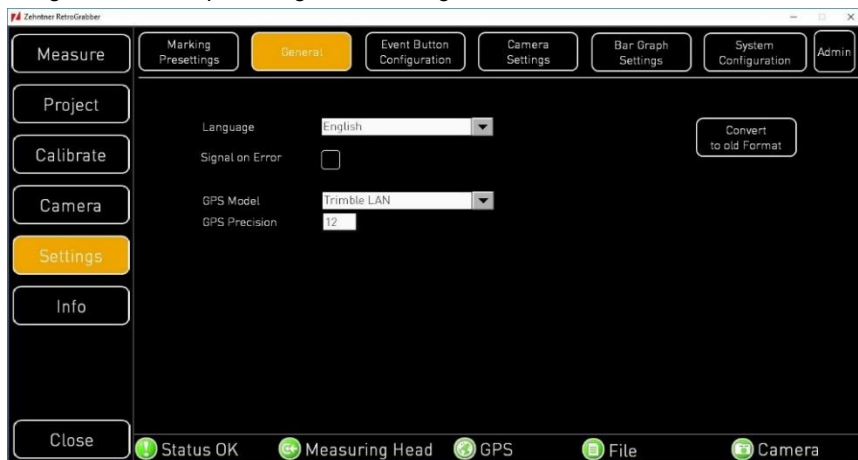 Zehntner RetroGrabber
Measure
Project
Calibrate
Camera
Settings
Info
Close
Marking
Presettings
General
Event Button
Configuration
Camera
Settings
Bar Graph
Settings
System
Configuration
Admin
Language
English
Signal on Error
GPS Model
Trimble LAN
GPS Precision
12
Convert
to old Format
Status OK
Measuring Head
GPS
File
Camera